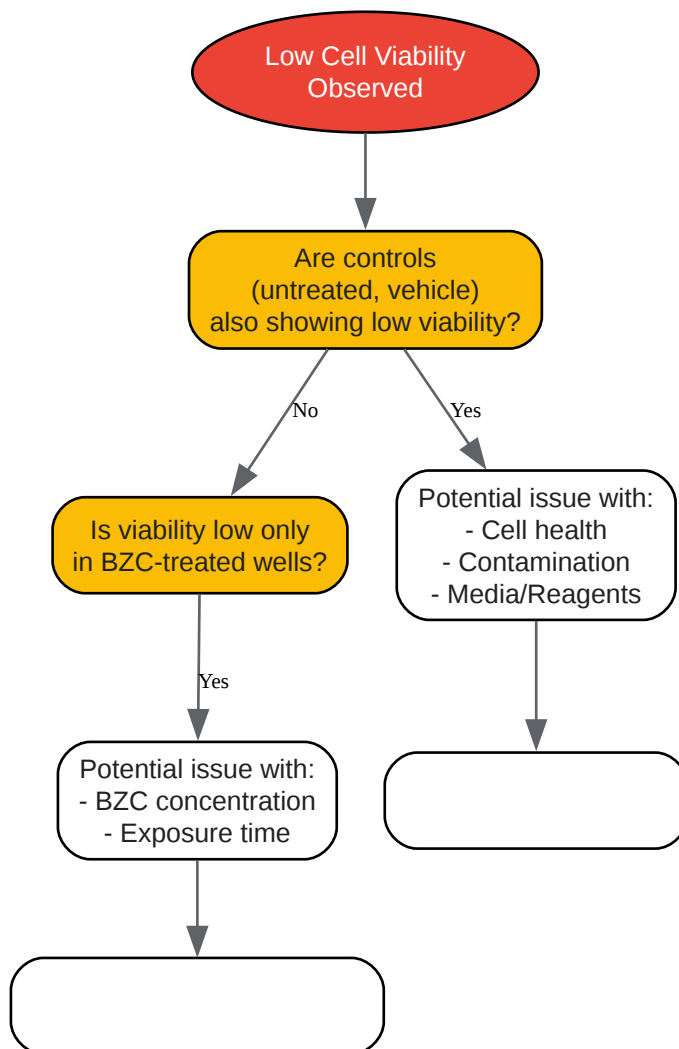 Low Cell Viability
Observed
Are controls
(untreated, vehicle)
also showing low viability?
No
Yes
Is viability low only
in BZC-treated wells?
Potential issue with:
- Cell health
- Contamination
- Media/Reagents
Yes
Potential issue with:
- BZC concentration
- Exposure time